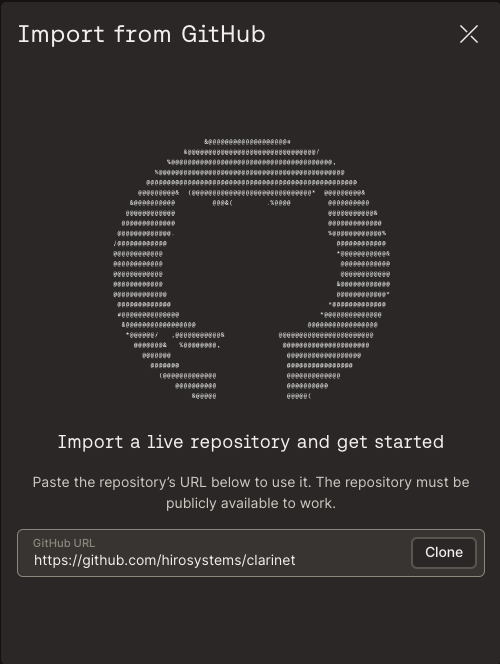 Import from GitHub
Import a live repository and get started
Paste the repository’s URL below to use it. The repository must be
publicly available to work.
GitHub URL
https://github.com/hirosystems/clarinet
Clone